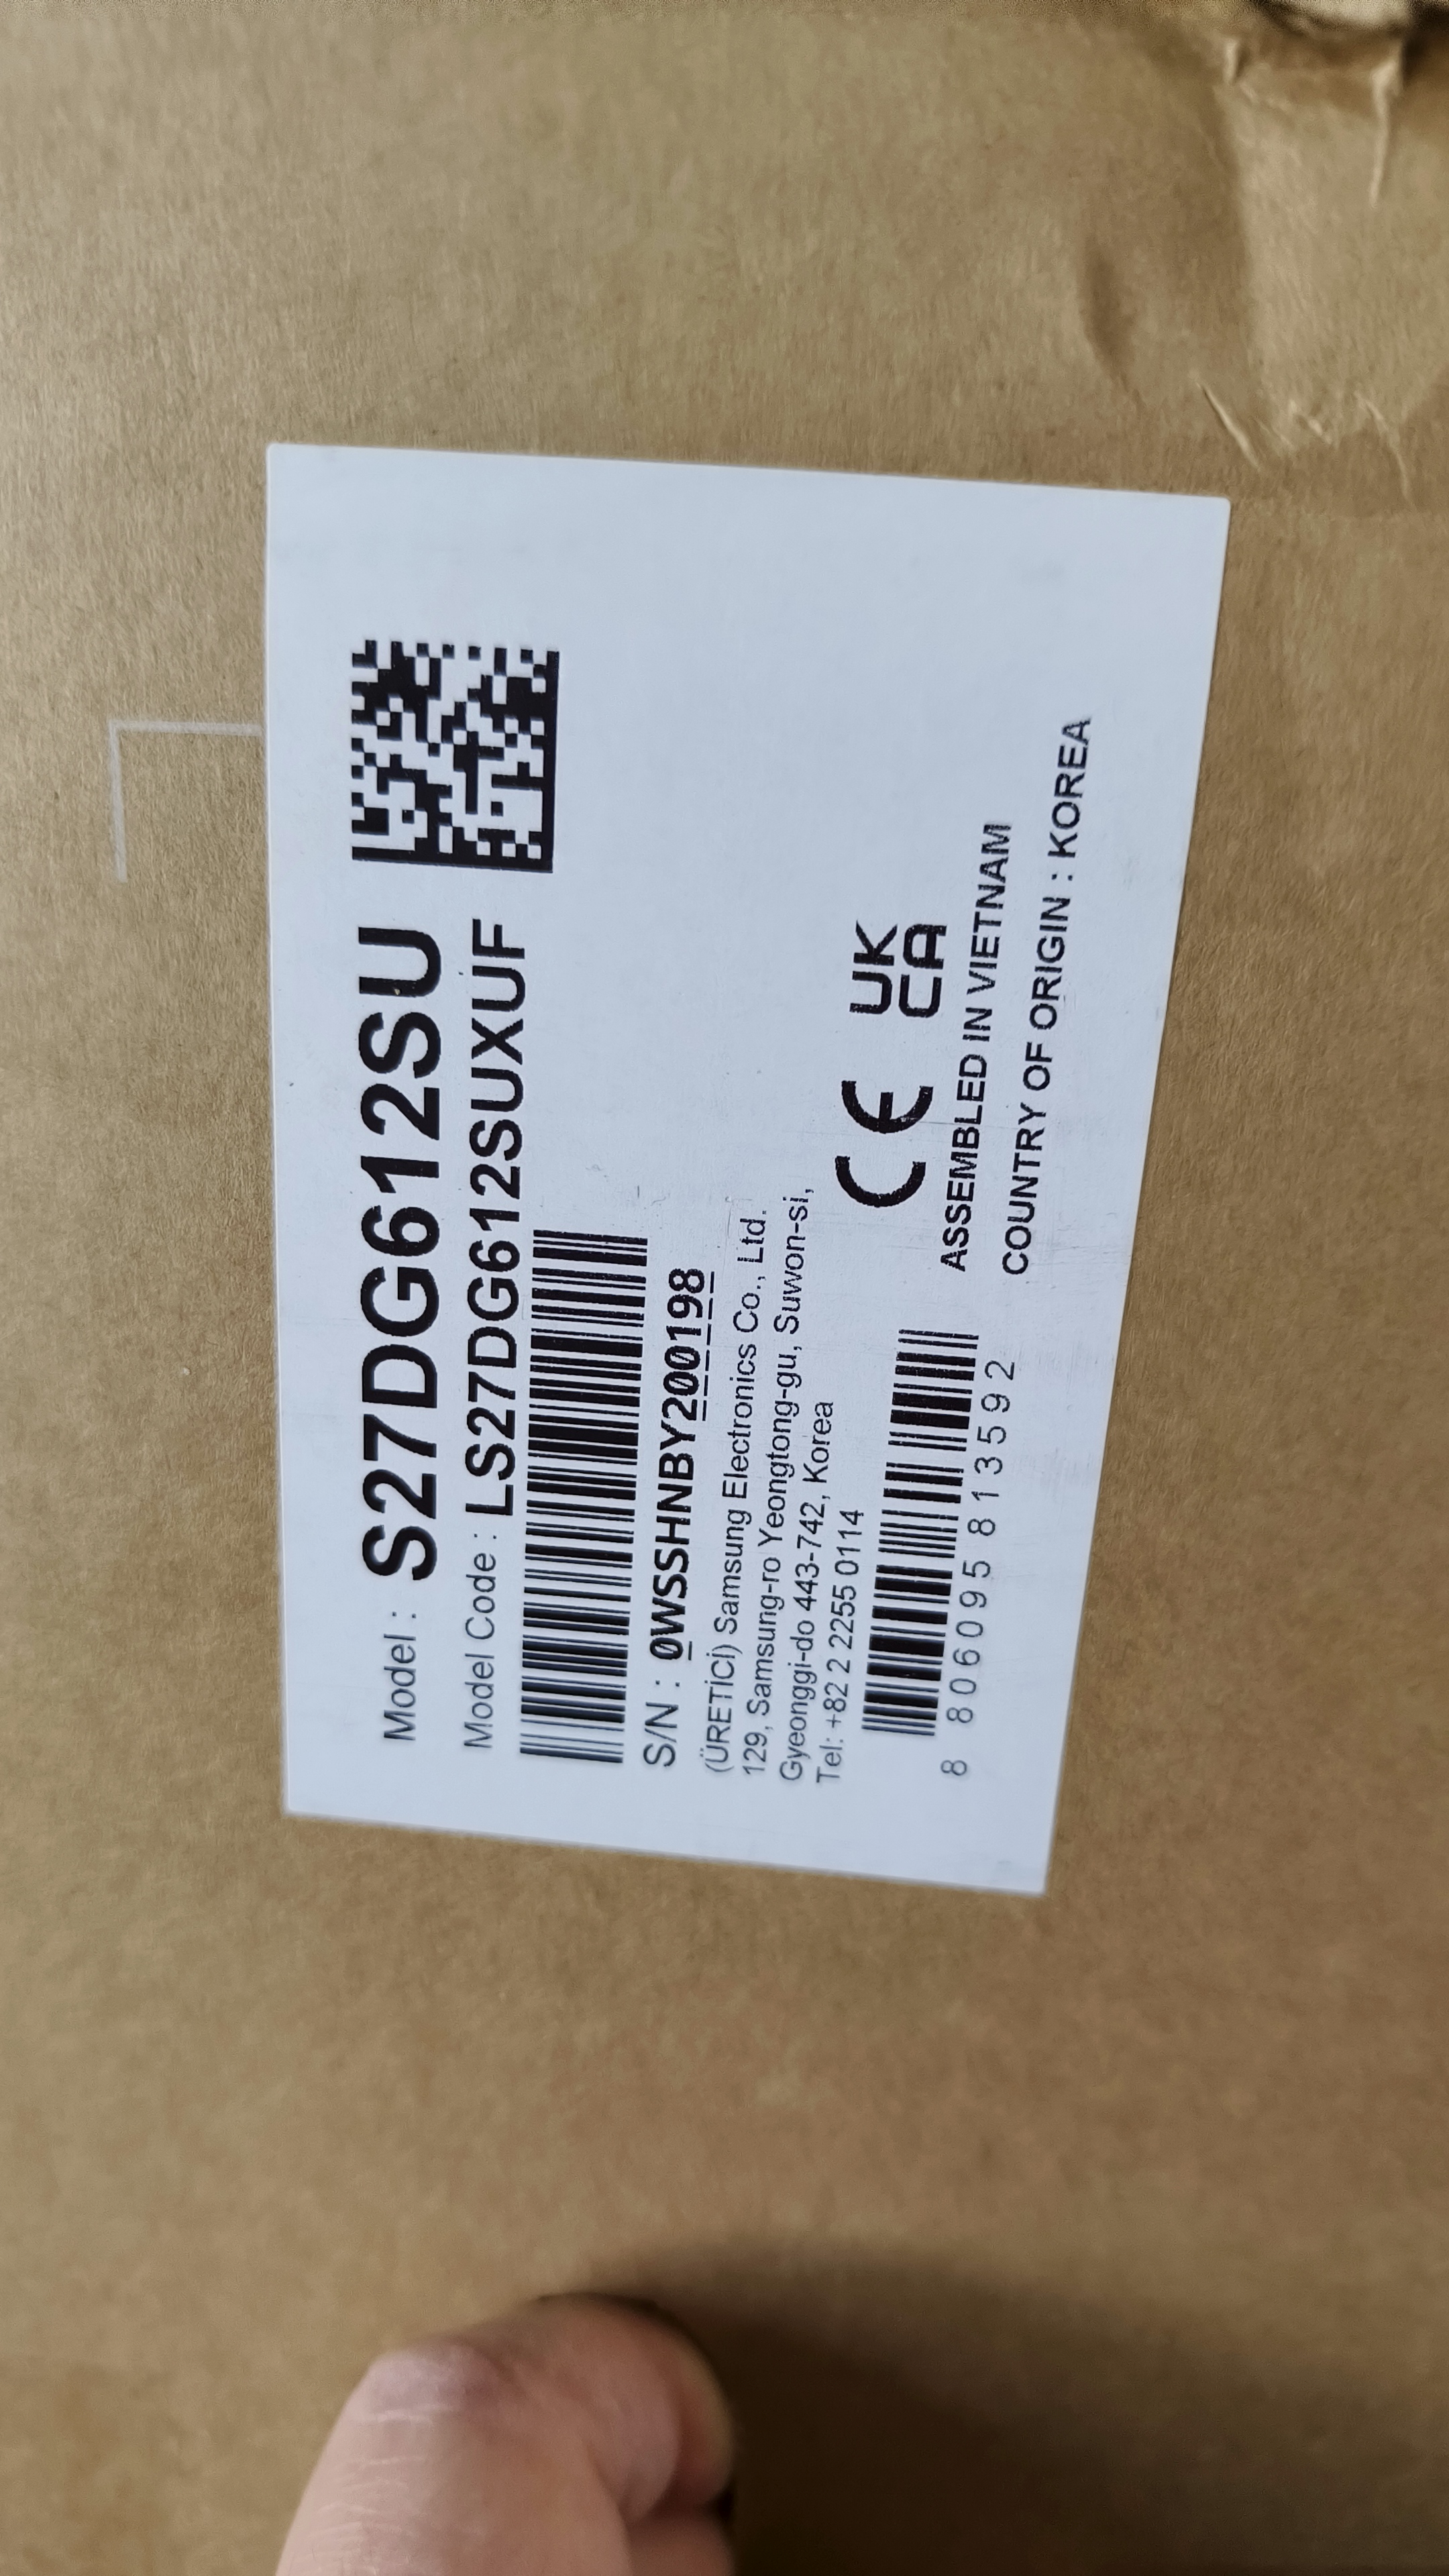 Model : S27DG612SU
Model Code : LS27DG612SUXUF
S/N : 0WSSHNBY200198
(ÜRETİCİ) Samsung Electronics Co., Ltd.
129, Samsung-ro Yeongtong-gu, Suwon-si,
Gyeonggi-do 443-742, Korea
Tel: +82 2 2255 0114
CE UK CA
8 806095 813592
ASSEMBLED IN VIETNAM
COUNTRY OF ORIGIN : KOREA